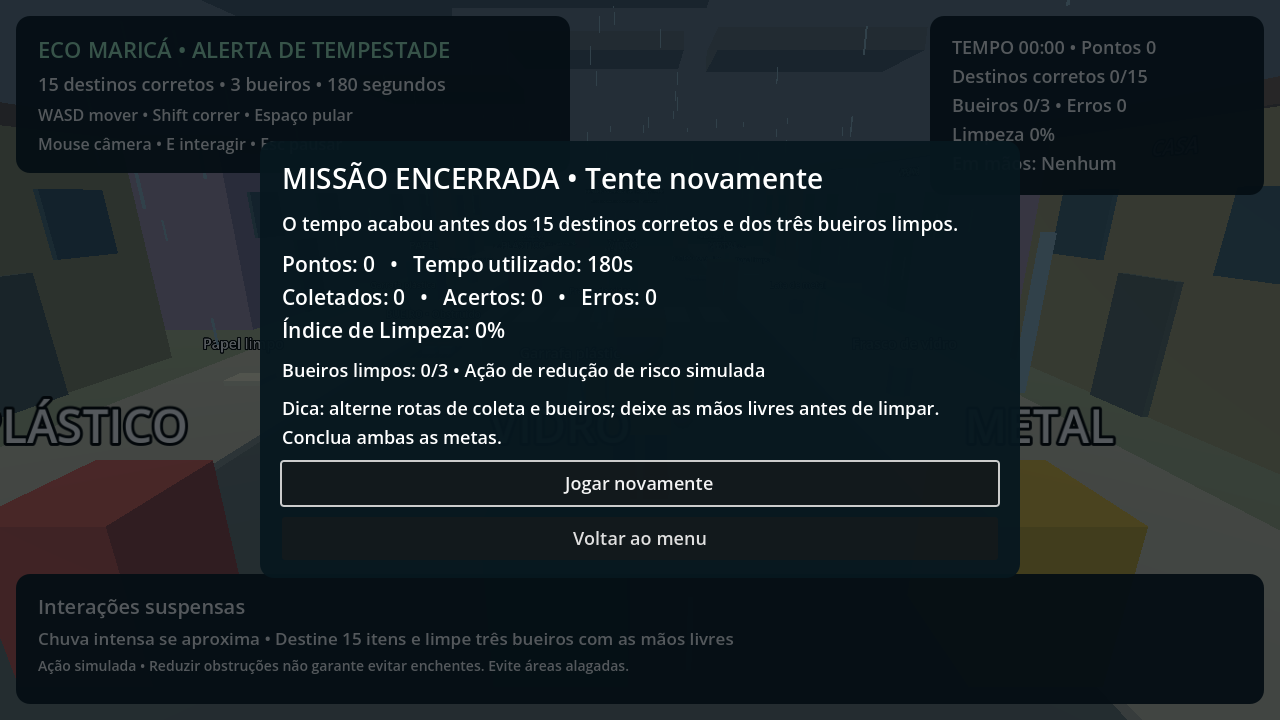 ECO MARICÁ • ALERTA DE TEMPESTADE
15 destinos corretos • 3 bueiros • 180 segundos
WASD mover • Shift correr • Espaço pular
Mouse câmera • E interagir •
TEMPO 00:00 • Pontos 0
Destinos corretos 0/15
Bueiros 0/3 • Erros 0
Limpeza 0%
Nenhum
MISSÃO ENCERRADA • Tente novamente
O tempo acabou antes dos 15 destinos corretos e dos três bueiros limpos.
Pontos: 0 • Tempo utilizado: 180s
Coletados: 0 • Acertos: 0 • Erros: 0
Índice de Limpeza: 0%
Papel
Bueiros limpos: 0/3 • Ação de redução de risco simulada
Dica: alterne rotas de coleta e bueiros; deixe as mãos livres antes de limpar.
Conclua ambas as metas.
PLÁSTICO
VIDRO
METAL
Jogar novamente
Voltar ao menu
Interações suspensas
Chuva intensa se aproxima • Destine 15 itens e limpe três bueiros com as mãos livres
Ação simulada • Reduzir obstruções não garante evitar enchentes. Evite áreas alagadas.